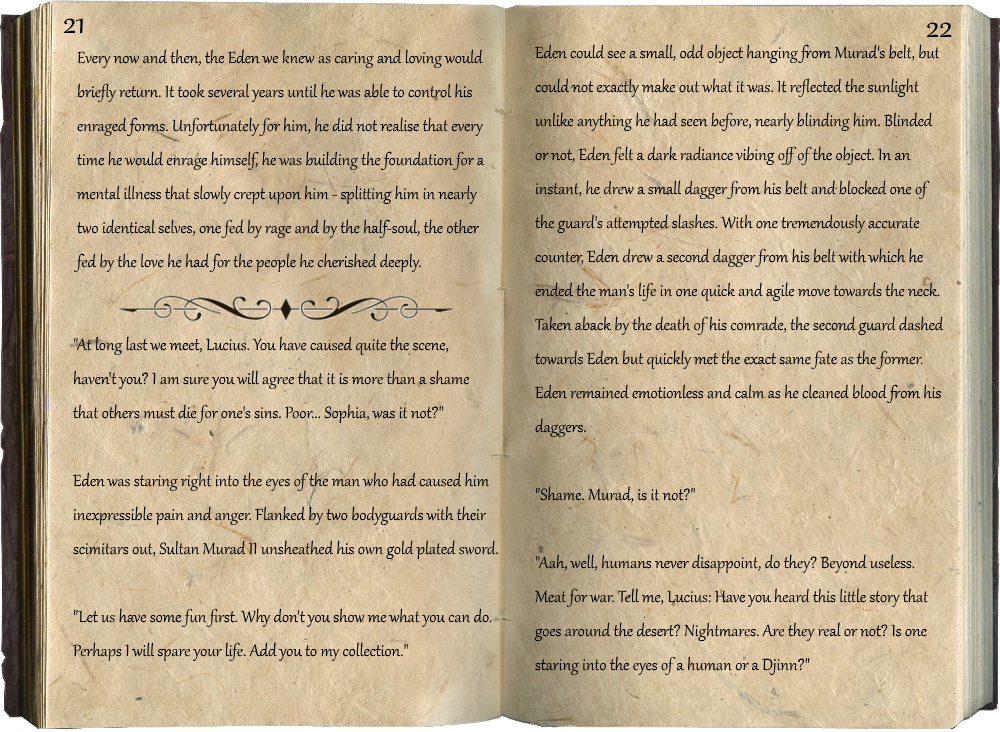 21
Every now and then, the Eden we knew as caring and loving would
briefly return. It took several years until he was able to control his
enraged forms. Unfortunately for him, he did not realise that every
time he would enrage himself, he was building the foundation for a
mental illness that slowly crept upon him - splitting him in nearly
two identical selves, one fed by rage and by the half-soul, the other
fed by the love he had for the people he cherished deeply.
"At long last we meet, Lucius. You have caused quite the scene,
haven't you? I am sure you will agree that it is more than a shame
that others must die for one's sins. Poor... Sophia, was it not?"
Eden was staring right into the eyes of the man who had caused him
inexpressible pain and anger. Flanked by two bodyguards with their
scimitars out, Sultan Murad II unsheathed his own gold plated sword.
"Let us have some fun first. Why don't you show me what you can do.
Perhaps I will spare your life. Add you to my collection."
22
Eden could see a small, odd object hanging from Murad's belt, but
could not exactly make out what it was. It reflected the sunlight
unlike anything he had seen before, nearly blinding him. Blinded
or not, Eden felt a dark radiance vibing off of the object. In an
instant, he drew a small dagger from his belt and blocked one of
the guard's attempted slashes. With one tremendously accurate
counter, Eden drew a second dagger from his belt with which he
ended the man's life in one quick and agile move towards the neck.
Taken aback by the death of his comrade, the second guard dashed
towards Eden but quickly met the exact same fate as the former.
Eden remained emotionless and calm as he cleaned blood from his
daggers.
"Shame. Murad, is it not?"
"Aah, well, humans never disappoint, do they? Beyond useless.
Meat for war. Tell me, Lucius: Have you heard this little story that
goes around the desert? Nightmares. Are they real or not? Is one
staring into the eyes of a human or a Djinn?"